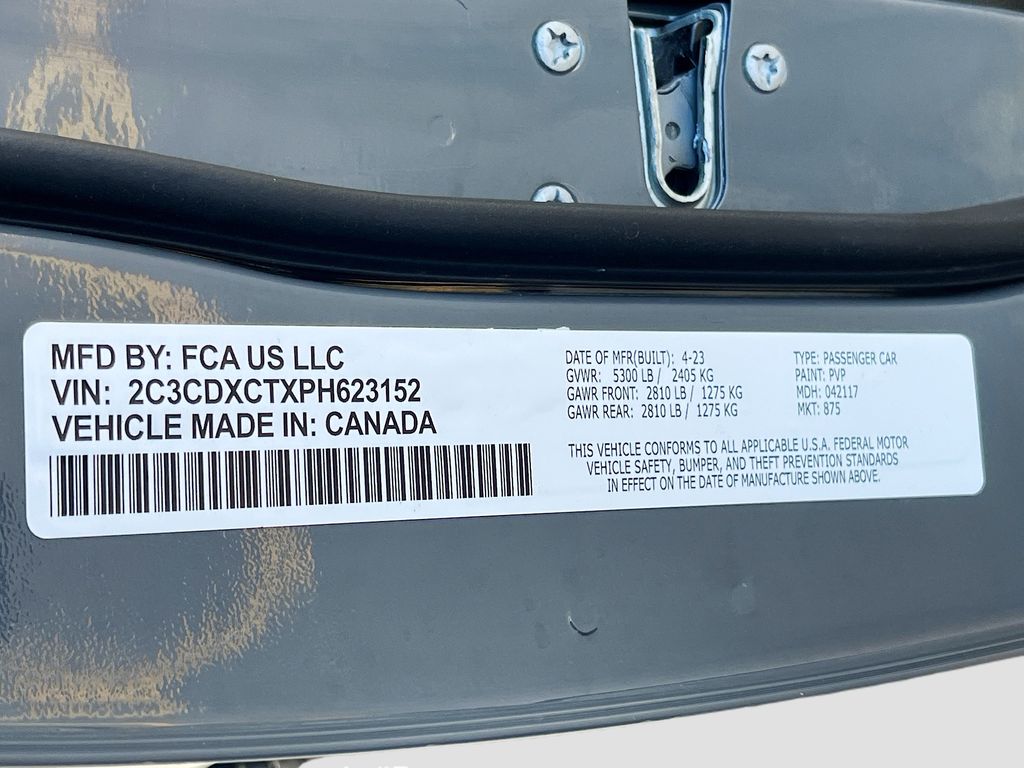 MFD BY: FCA US LLC
VIN: 2C3CDXCTXPH623152
VEHICLE MADE IN: CANADA
DATE OF MFR(BUILT): 4-23
GVWR: 5300 LB / 2405 KG
GAWR FRONT: 2810 LB / 1275 KG
GAWR REAR: 2810 LB / 1275 KG
TYPE: PASSENGER CAR
PAINT: PVP
MDH: 042117
MKT: 875
THIS VEHICLE CONFORMS TO ALL APPLICABLE U.S.A. FEDERAL MOTOR
VEHICLE SAFETY, BUMPER, AND THEFT PREVENTION STANDARDS
IN EFFECT ON THE DATE OF MANUFACTURE SHOWN ABOVE.